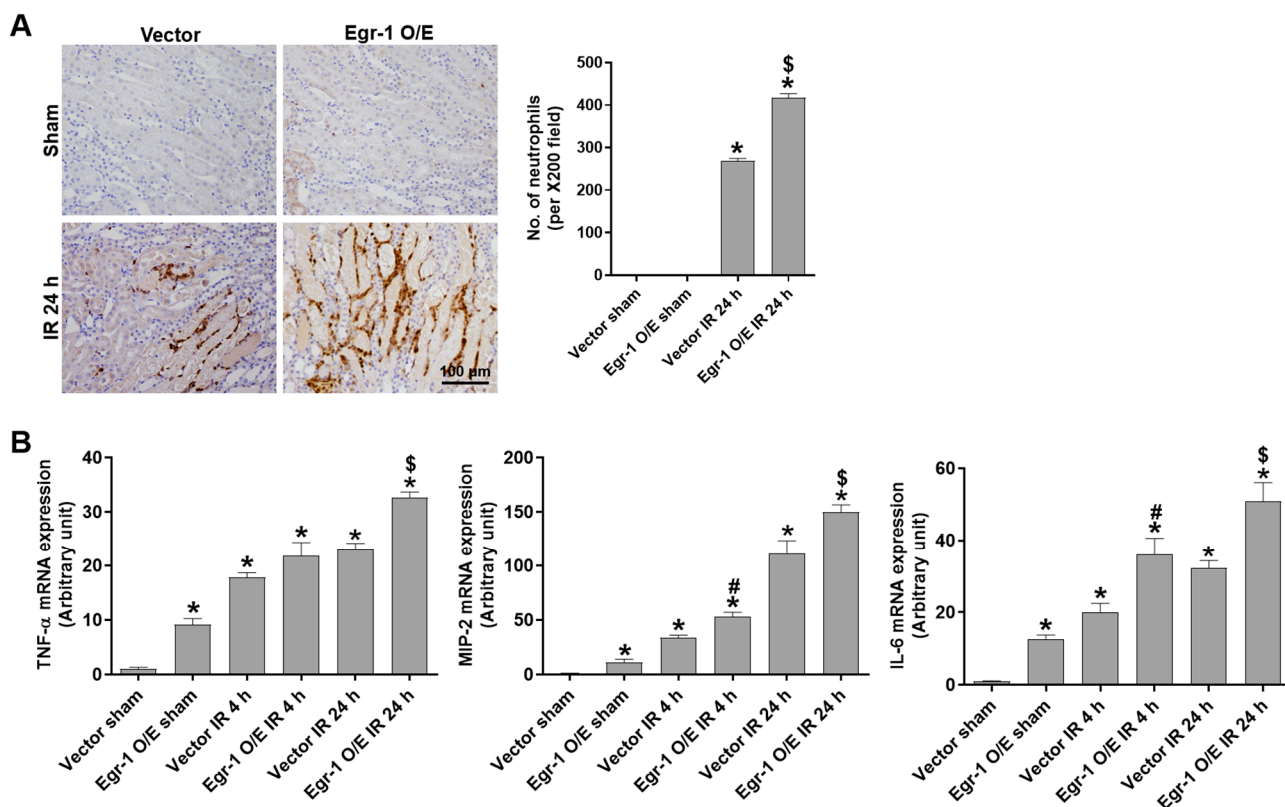 A
Vector
Egr-1 O/E
Sham
IR 24 h
100 µm
No. of neutrophils
(per X200 field)
500
400
300
200
100
0
*
$
*
Vector sham
Egr-1 O/E sham
Vector IR 24 h
Egr-1 O/E IR 24 h
B
TNF-α mRNA expression
(Arbitrary unit)
40
30
20
10
0
*
*
*
*
$
*
Vector sham
Egr-1 O/E sham
Vector IR 4 h
Egr-1 O/E IR 4 h
Vector IR 24 h
Egr-1 O/E IR 24 h
MIP-2 mRNA expression
(Arbitrary unit)
200
150
100
50
0
*
*
#
*
*
$
*
Vector sham
Egr-1 O/E sham
Vector IR 4 h
Egr-1 O/E IR 4 h
Vector IR 24 h
Egr-1 O/E IR 24 h
IL-6 mRNA expression
(Arbitrary unit)
60
40
20
0
*
*
#
*
*
$
*
Vector sham
Egr-1 O/E sham
Vector IR 4 h
Egr-1 O/E IR 4 h
Vector IR 24 h
Egr-1 O/E IR 24 h